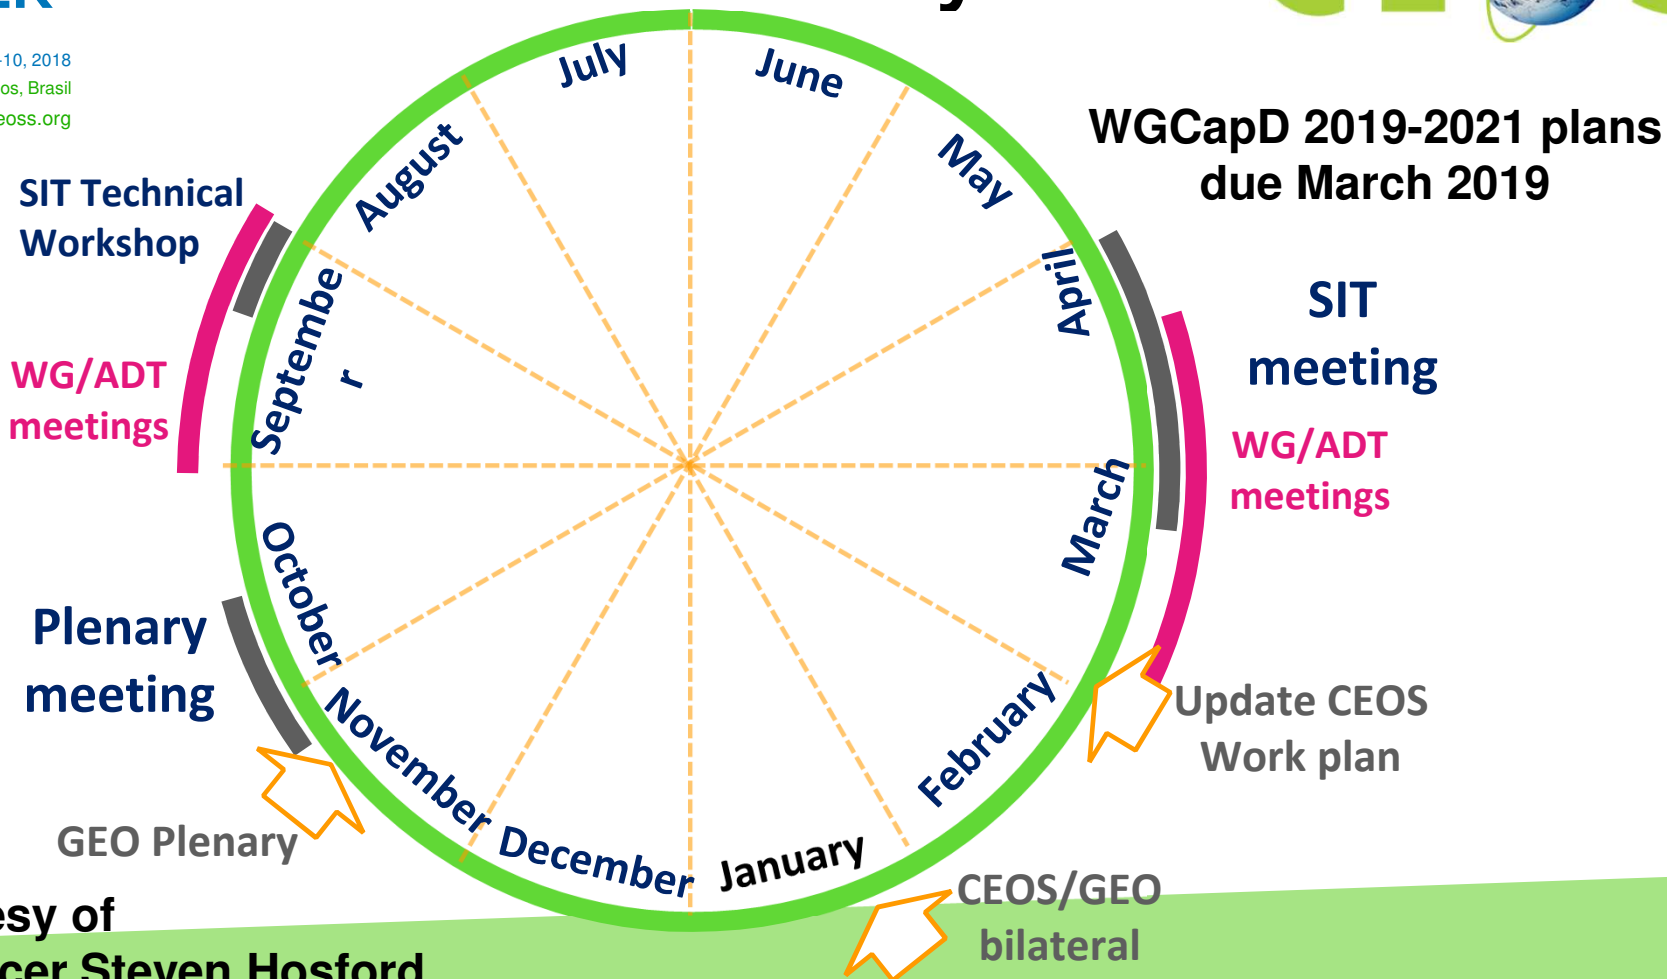 -10, 2018
os, Brasil
eoss.org
WGCapD 2019-2021 plans
due March 2019
July
June
August
May
SIT Technical
Workshop
Septembe
r
April
SIT
meeting
WG/ADT
meetings
WG/ADT
meetings
March
October
Plenary
meeting
November
February
Update CEOS
Work plan
GEO Plenary
December
January
CEOS/GEO
bilateral
esy of
cer Steven Hosford